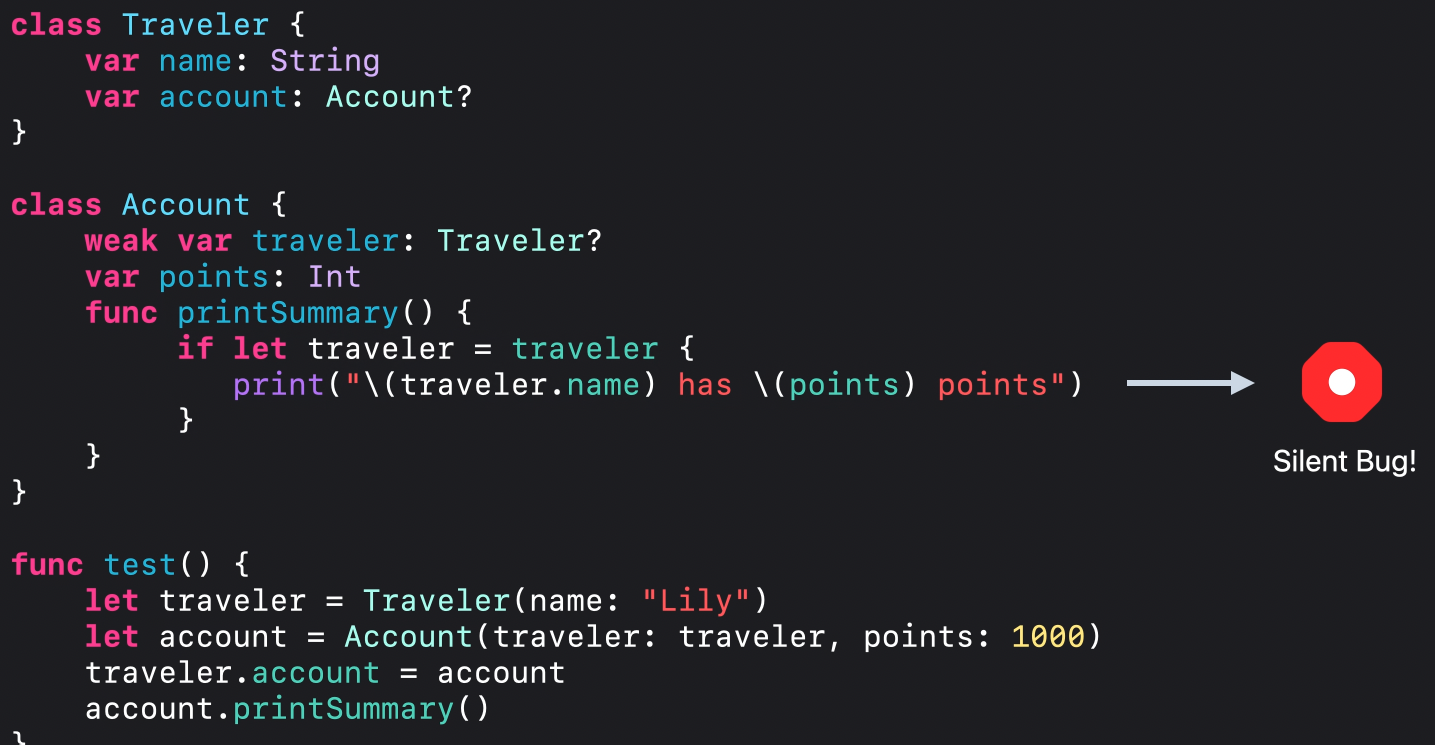 class Traveler {
    var name: String
    var account: Account?
}
class Account {
    weak var traveler: Traveler?
    var points: Int
    func printSummary() {
         if let traveler = traveler {
            print("\(traveler.name) has \(points) points")
         }
    }
}
Silent Bug!
func test() {
    let traveler = Traveler(name: "Lily")
    let account = Account(traveler: traveler, points: 1000)
    traveler.account = account
    account.printSummary()
}